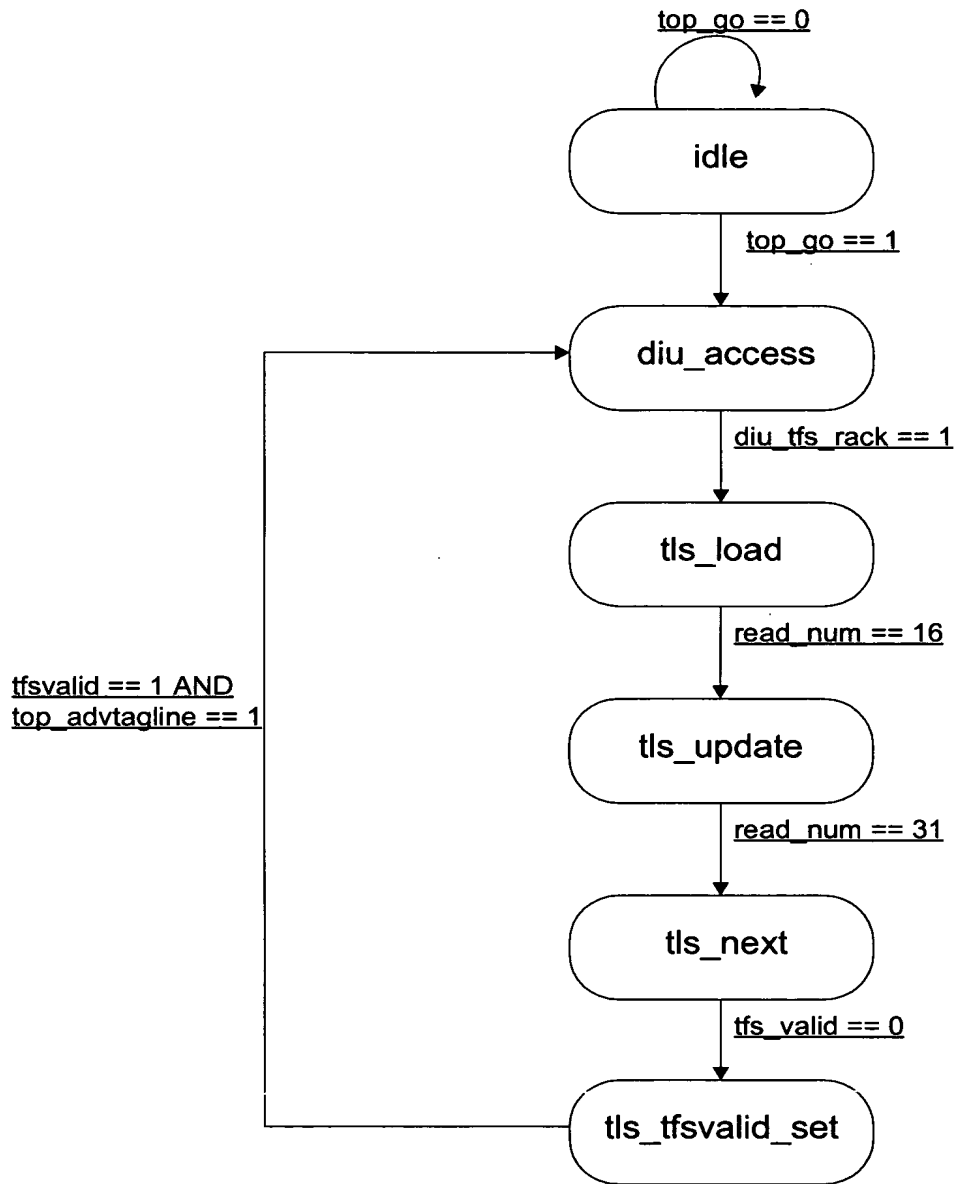 top_go == 0
idle
top_go == 1
diu_access
diu_tfs_rack == 1
tls_load
read_num == 16
tfsvalid == 1 AND
top_advtagline == 1
tls_update
read_num == 31
tls_next
tfs_valid == 0
tls_tfsvalid_set